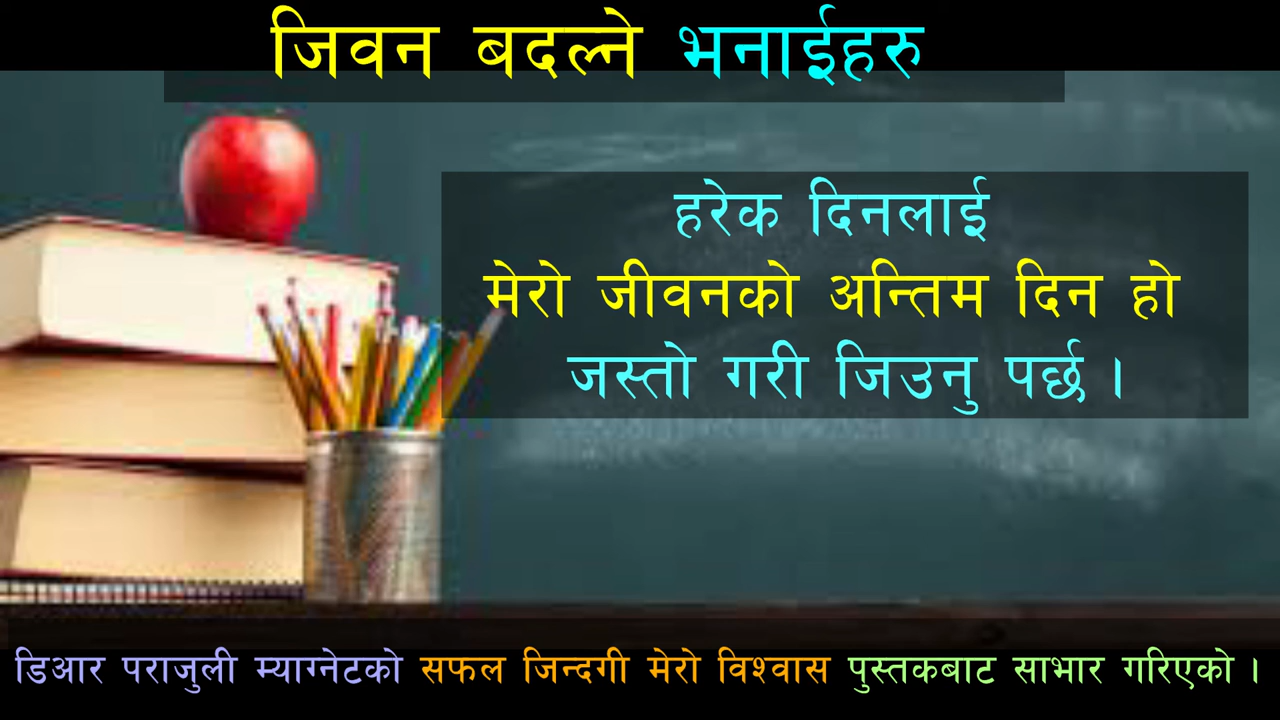 जिवन बदल्ने भनाईहरु
हरेक दिनलाई
मेरो जीवनको अन्तिम दिन हो
जस्तो गरी जिउनु पर्छ ।
डिआर पराजुली म्याग्नेटको सफल जिन्दगी मेरो विश्वास पुस्तकबाट साभार गरिएको ।